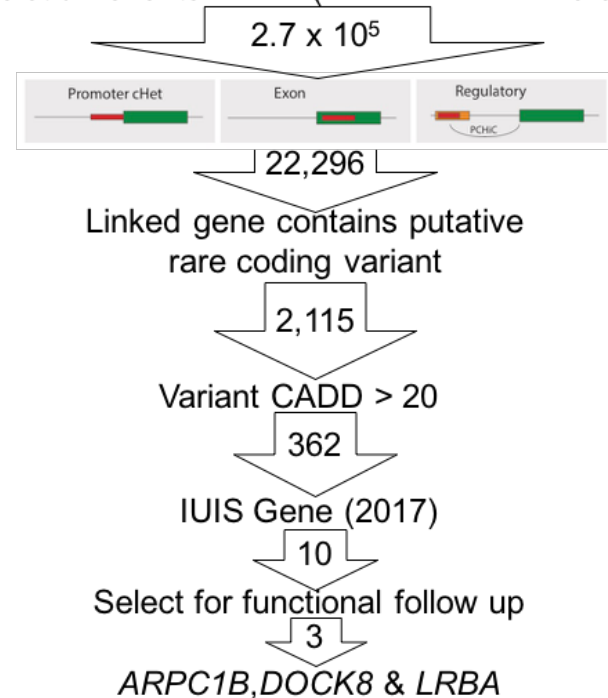 2.7 x 10⁵
Promoter cHet
Exon
Regulatory
PCHiC
22,296
Linked gene contains putative
rare coding variant
2,115
Variant CADD > 20
362
IUIS Gene (2017)
10
Select for functional follow up
3
ARPC1B,DOCK8 & LRBA